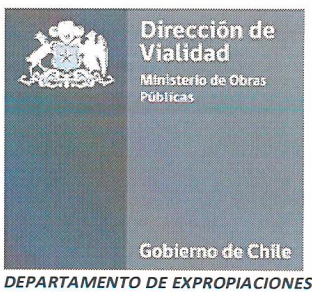 Dirección de
Vialidad
Ministerio de Obras
Públicas
Gobierno de Chile
DEPARTAMENTO DE EXPROPIACIONES